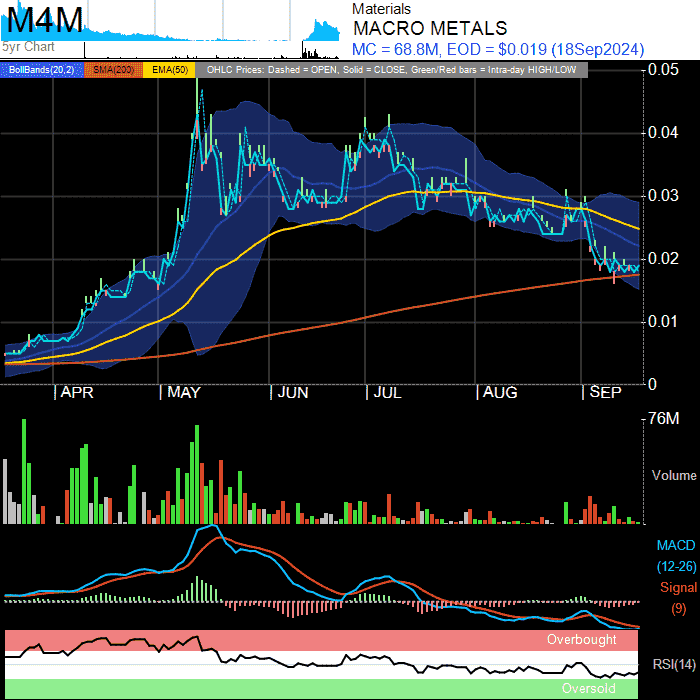 M4M
5yr Chart
Materials
MACRO METALS
MC = 68.8M, EOD = $0.019 (18Sep2024)
BollBands(20,2) SMA(200) EMA(50) OHLC Prices: Dashed = OPEN, Solid = CLOSE, Green/Red bars = Intra-day HIGH/LOW
0.05
0.04
0.03
0.02
0.01
0
APR MAY JUN JUL AUG SEP
76M
Volume
MACD
(12-26)
Signal
(9)
Overbought
RSI(14)
Oversold